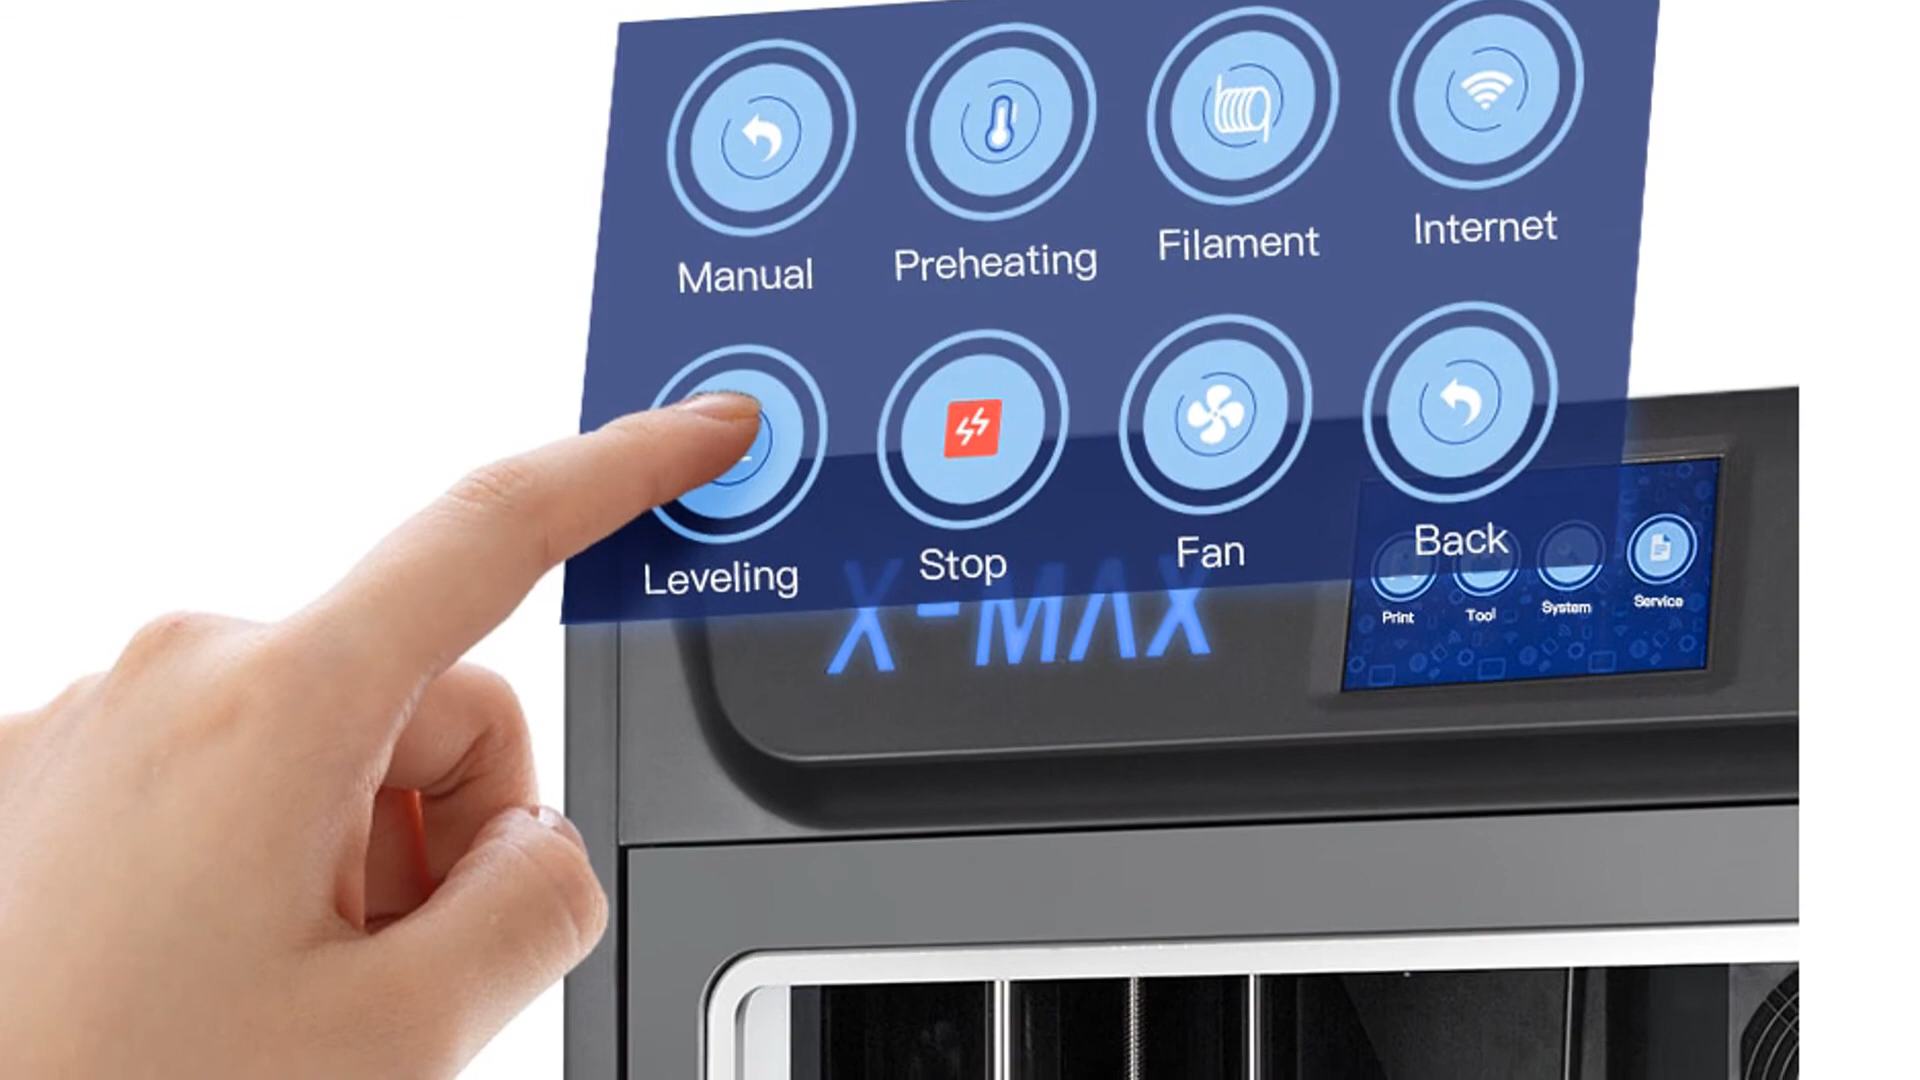 Manual Preheating Filament Internet
Leveling Stop Fan Back
X-MAX
Print Tool System Service